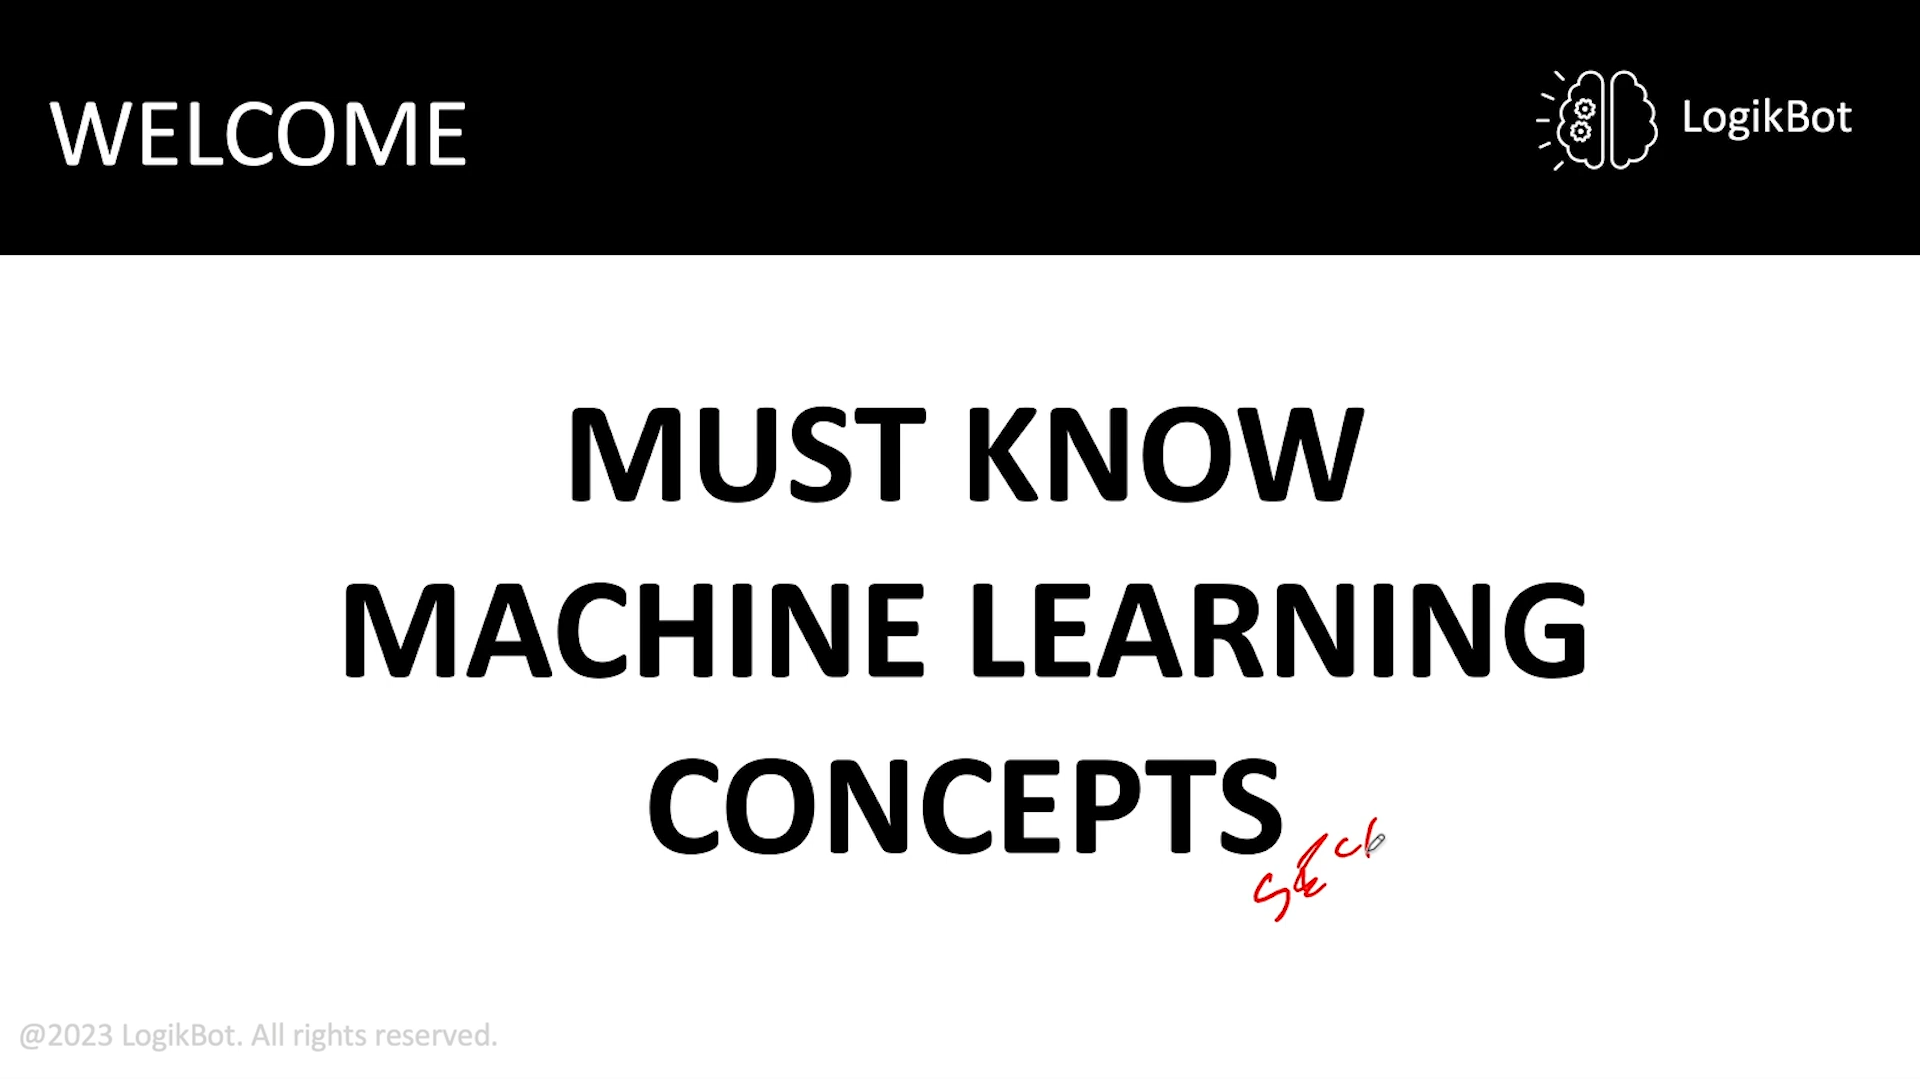 WELCOME
LogikBot
MUST KNOW
MACHINE LEARNING
CONCEPTS
@2023 LogikBot. All rights reserved.